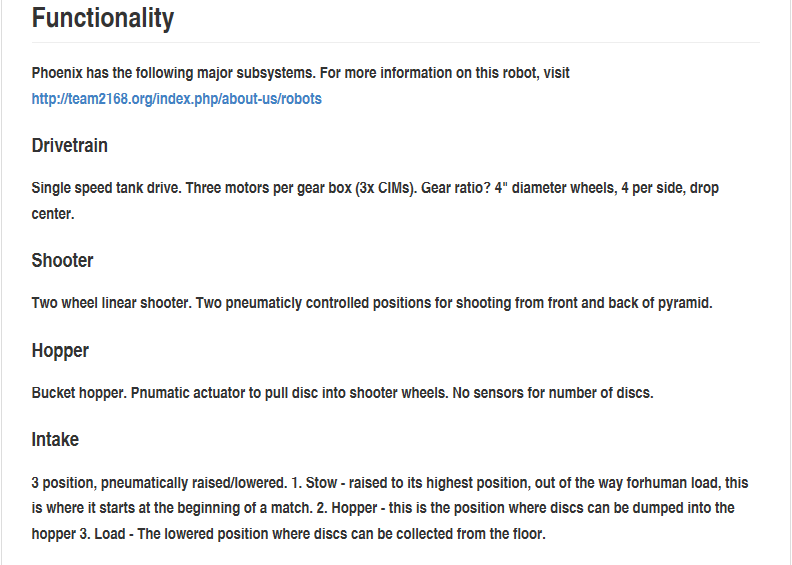 Functionality
Phoenix has the following major subsystems. For more information on this robot, visit
http://team2168.org/index.php/about-us/robots
Drivetrain
Single speed tank drive. Three motors per gear box (3x CIMs). Gear ratio? 4" diameter wheels, 4 per side, drop
center.
Shooter
Two wheel linear shooter. Two pneumaticly controlled positions for shooting from front and back of pyramid.
Hopper
Bucket hopper. Pnumatic actuator to pull disc into shooter wheels. No sensors for number of discs.
Intake
3 position, pneumatically raised/lowered. 1. Stow - raised to its highest position, out of the way forhuman load, this
is where it starts at the beginning of a match. 2. Hopper - this is the position where discs can be dumped into the
hopper 3. Load - The lowered position where discs can be collected from the floor.